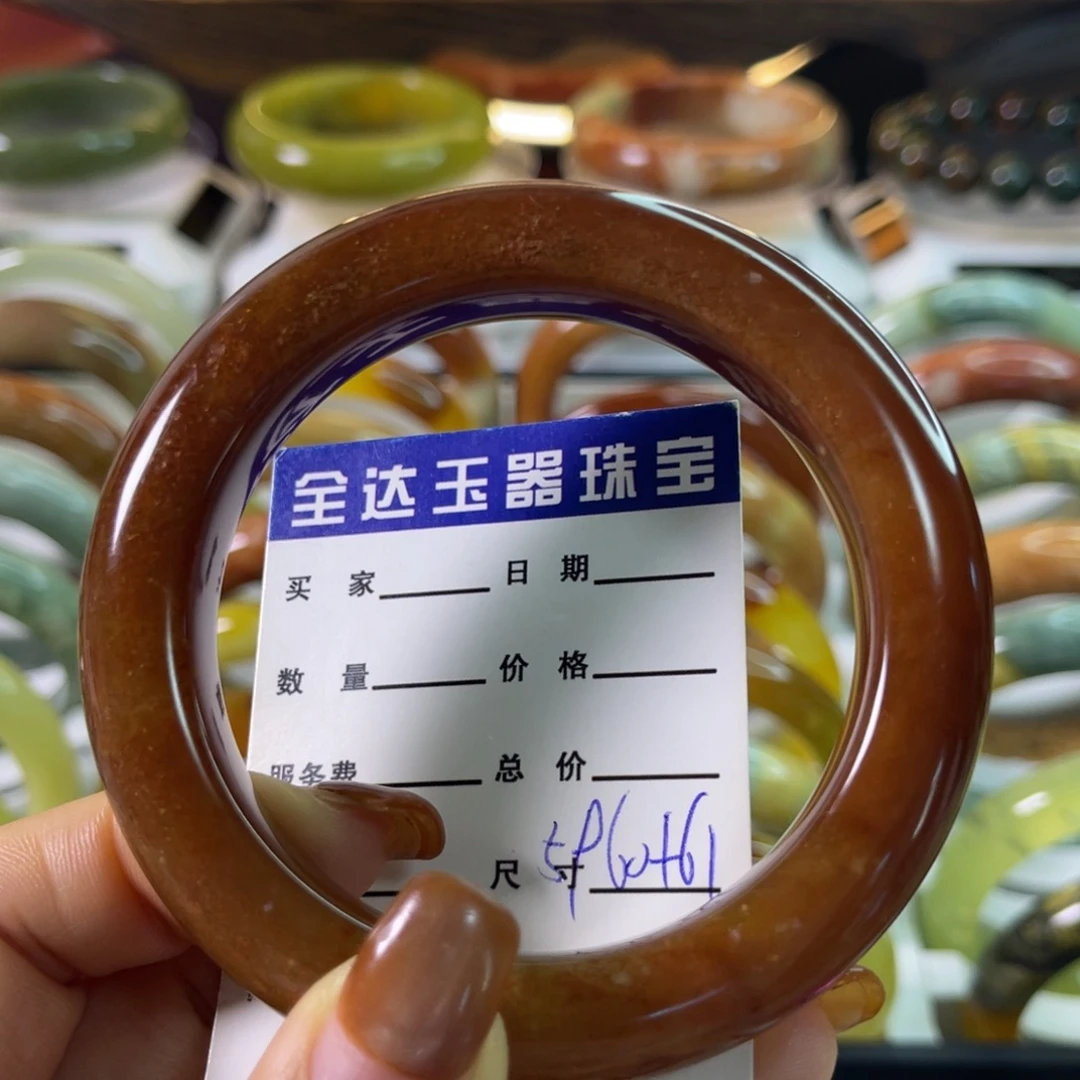 全达玉器珠宝
买 家 日 期
数 量 价 格
服务费 总 价
尺 寸